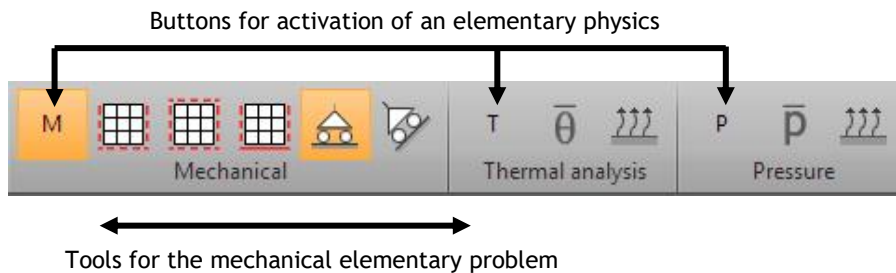 Buttons for activation of an elementary physics
M T θ̅ P p̅
Mechanical Thermal analysis Pressure
Tools for the mechanical elementary problem